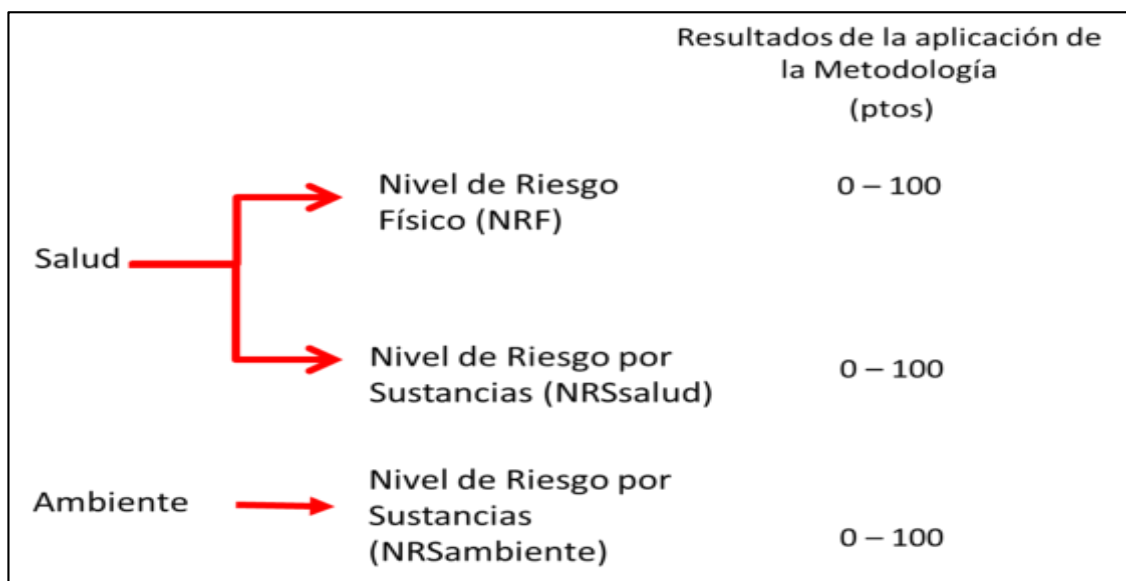 Resultados de la aplicación de
la Metodología
(ptos)
Salud
Nivel de Riesgo
Físico (NRF)
0 – 100
Nivel de Riesgo por
Sustancias (NRSsalud)
0 – 100
Ambiente
Nivel de Riesgo por
Sustancias
(NRSambiente)
0 – 100